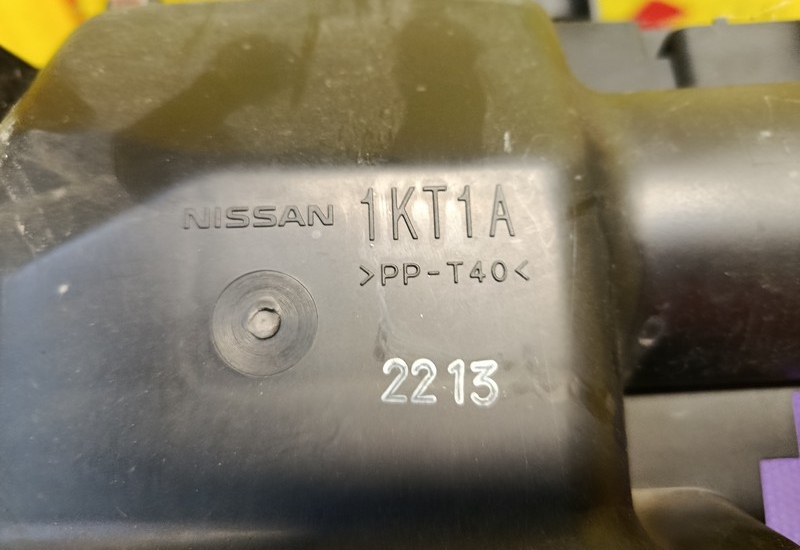 NISSAN 1KT1A
>PP-T40<
2213